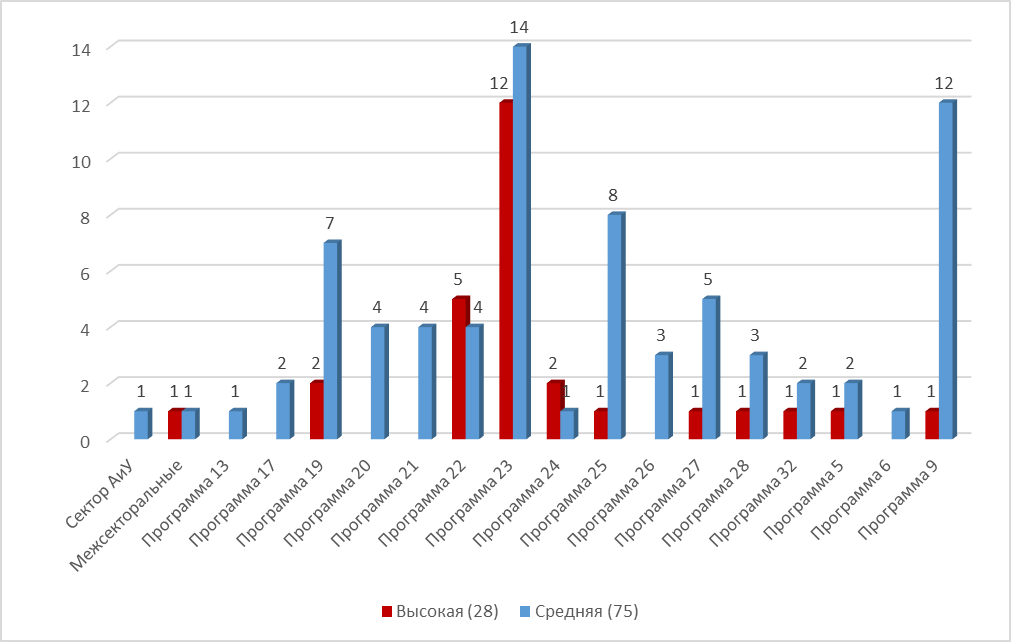 14
14
12
12
12
10
8
8
7
6
5
5
4
4
4
4
3
3
2
2
2
2
2
2
1
1
1
1
1
1
1
1
1
1
1
1
0
Сектор АиУ
Межсекторальные
Программа 13
Программа 17
Программа 19
Программа 20
Программа 21
Программа 22
Программа 23
Программа 24
Программа 25
Программа 26
Программа 27
Программа 28
Программа 32
Программа 5
Программа 6
Программа 9
Высокая (28) Средняя (75)